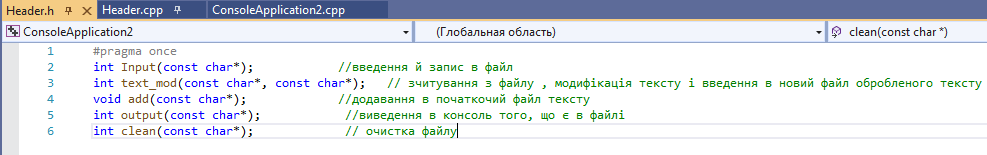 Header.h Header.cpp ConsoleApplication2.cpp
ConsoleApplication2 (Глобальная область) clean(const char *)
1 #pragma once
2 int Input(const char*); //введення й запис в файл
3 int text_mod(const char*, const char*); // зчитування з файлу , модифікація тексту і введення в новий файл обробленого тексту
4 void add(const char*); //додавання в початкочий файл тексту
5 int output(const char*); //виведення в консоль того, що є в файлі
6 int clean(const char*); // очистка файлу